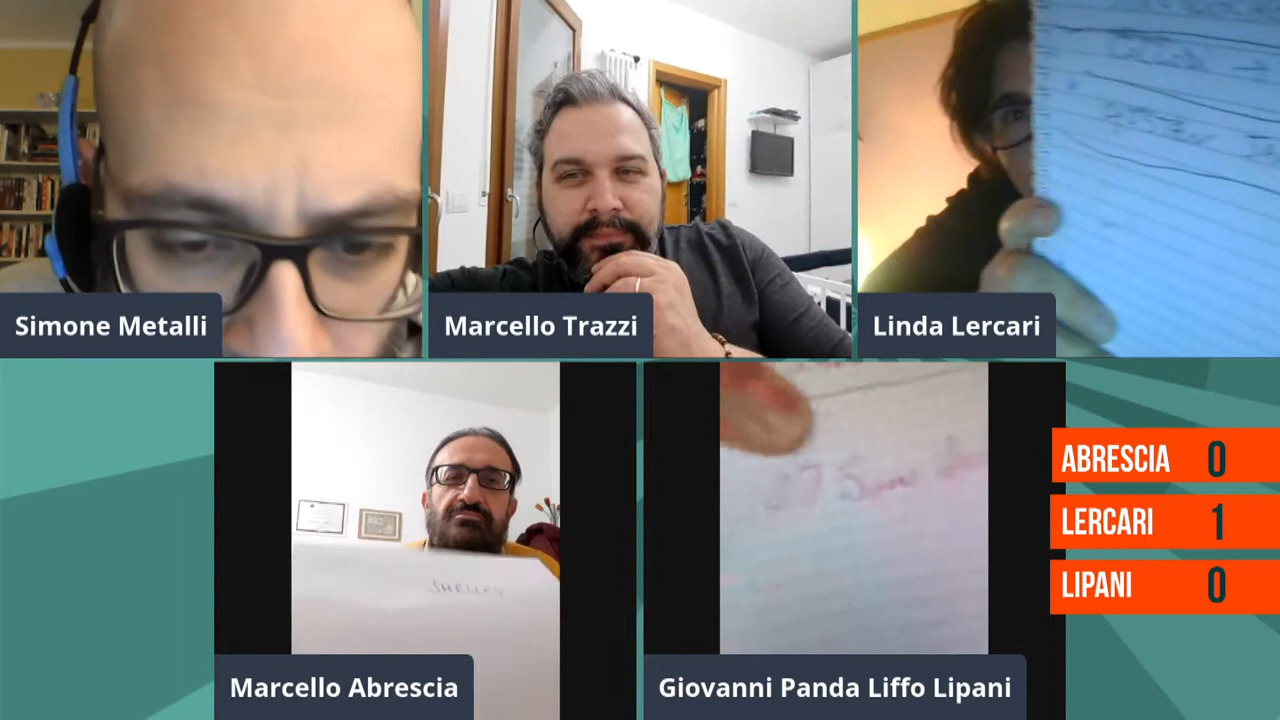 Simone Metalli
Marcello Trazzi
Linda Lercari
SHELLEY
ABRESCIA 0
LERCARI 1
LIPANI 0
Marcello Abrescia
Giovanni Panda Liffo Lipani